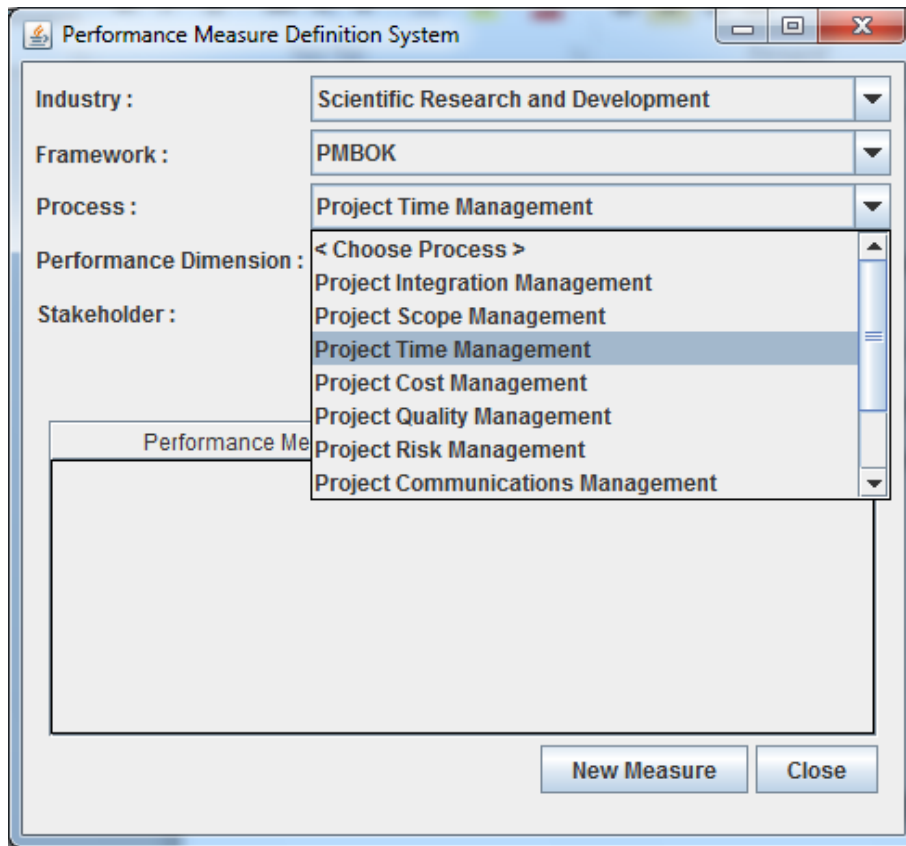 Performance Measure Definition System
Industry : Scientific Research and Development
Framework : PMBOK
Process : Project Time Management
Performance Dimension : < Choose Process >
Project Integration Management
Stakeholder : Project Scope Management
Project Time Management
Project Cost Management
Project Quality Management
Performance Me Project Risk Management
Project Communications Management
New Measure Close